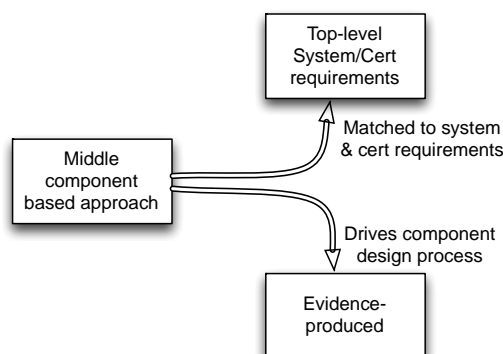 Top-level
System/Cert
requirements
Matched to system
& cert requirements
Middle
component
based approach
Drives component
design process
Evidence-
produced